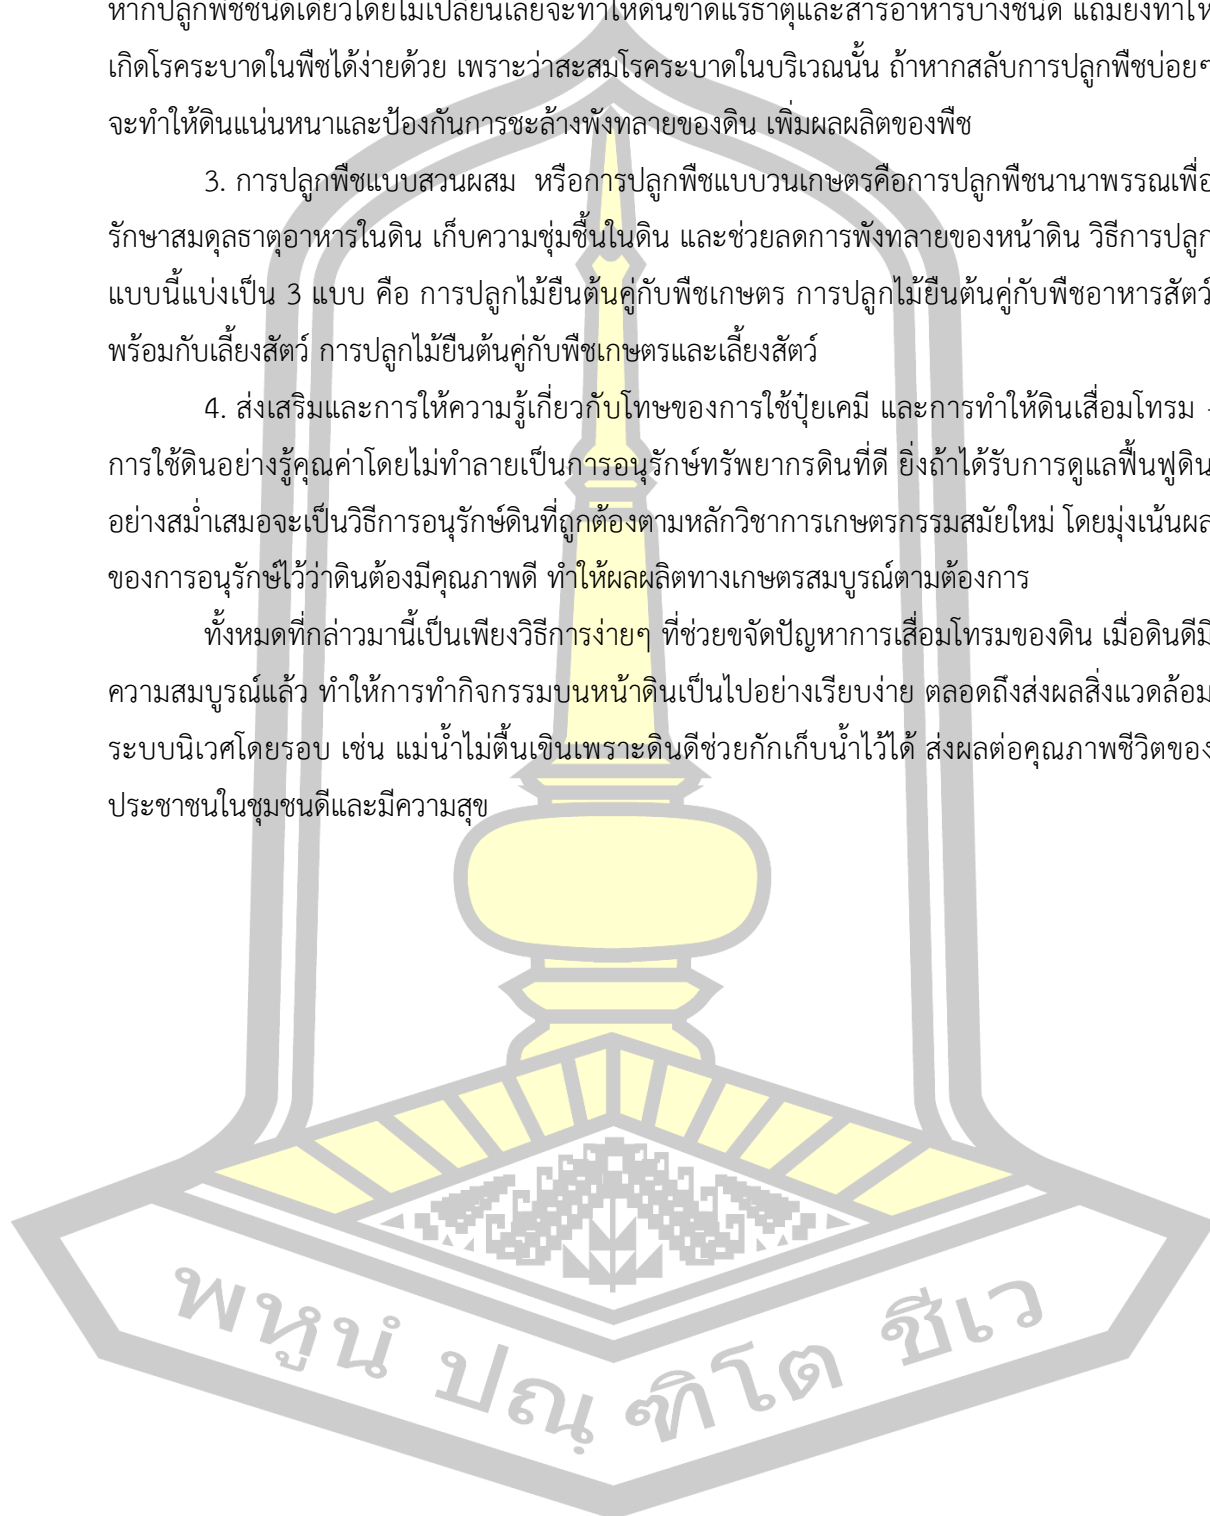 หากปลูกพืชชนิดเดียวโดยไม่เปลี่ยนเลยจะทำให้ดินขาดแร่ธาตุและสารอาหารบางชนิด แถมยังทำให้
เกิดโรคระบาดในพืชได้ง่ายด้วย เพราะว่าสะสมโรคระบาดในบริเวณนั้น ถ้าหากสลับการปลูกพืชบ่อยๆ
จะทำให้ดินแน่นหนาและป้องกันการชะล้างพังทลายของดิน เพิ่มผลผลิตของพืช
3. การปลูกพืชแบบสวนผสม หรือการปลูกพืชแบบวนเกษตรคือการปลูกพืชนานาพรรณเพื่อ
รักษาสมดุลธาตุอาหารในดิน เก็บความชุ่มชื้นในดิน และช่วยลดการพังทลายของหน้าดิน วิธีการปลูก
แบบนี้แบ่งเป็น 3 แบบ คือ การปลูกไม้ยืนต้นคู่กับพืชเกษตร การปลูกไม้ยืนต้นคู่กับพืชอาหารสัตว์
พร้อมกับเลี้ยงสัตว์ การปลูกไม้ยืนต้นคู่กับพืชเกษตรและเลี้ยงสัตว์
4. ส่งเสริมและการให้ความรู้เกี่ยวกับโทษของการใช้ปุ๋ยเคมี และการทำให้ดินเสื่อมโทรม -
การใช้ดินอย่างรู้คุณค่าโดยไม่ทำลายเป็นการอนุรักษ์ทรัพยากรดินที่ดี ยิ่งถ้าได้รับการดูแลฟื้นฟูดิน
อย่างสม่ำเสมอจะเป็นวิธีการอนุรักษ์ดินที่ถูกต้องตามหลักวิชาการเกษตรกรรมสมัยใหม่ โดยมุ่งเน้นผล
ของการอนุรักษ์ไว้ว่าดินต้องมีคุณภาพดี ทำให้ผลผลิตทางเกษตรสมบูรณ์ตามต้องการ
ทั้งหมดที่กล่าวมานี้เป็นเพียงวิธีการง่ายๆ ที่ช่วยขจัดปัญหาการเสื่อมโทรมของดิน เมื่อดินดีมี
ความสมบูรณ์แล้ว ทำให้การทำกิจกรรมบนหน้าดินเป็นไปอย่างเรียบง่าย ตลอดถึงส่งผลสิ่งแวดล้อม
ระบบนิเวศโดยรอบ เช่น แม่น้ำไม่ตื้นเขินเพราะดินดีช่วยกักเก็บน้ำไว้ได้ ส่งผลต่อคุณภาพชีวิตของ
ประชาชนในชุมชนดีและมีความสุข
พหูนํ ปณฺ ฑิโต ชีเว